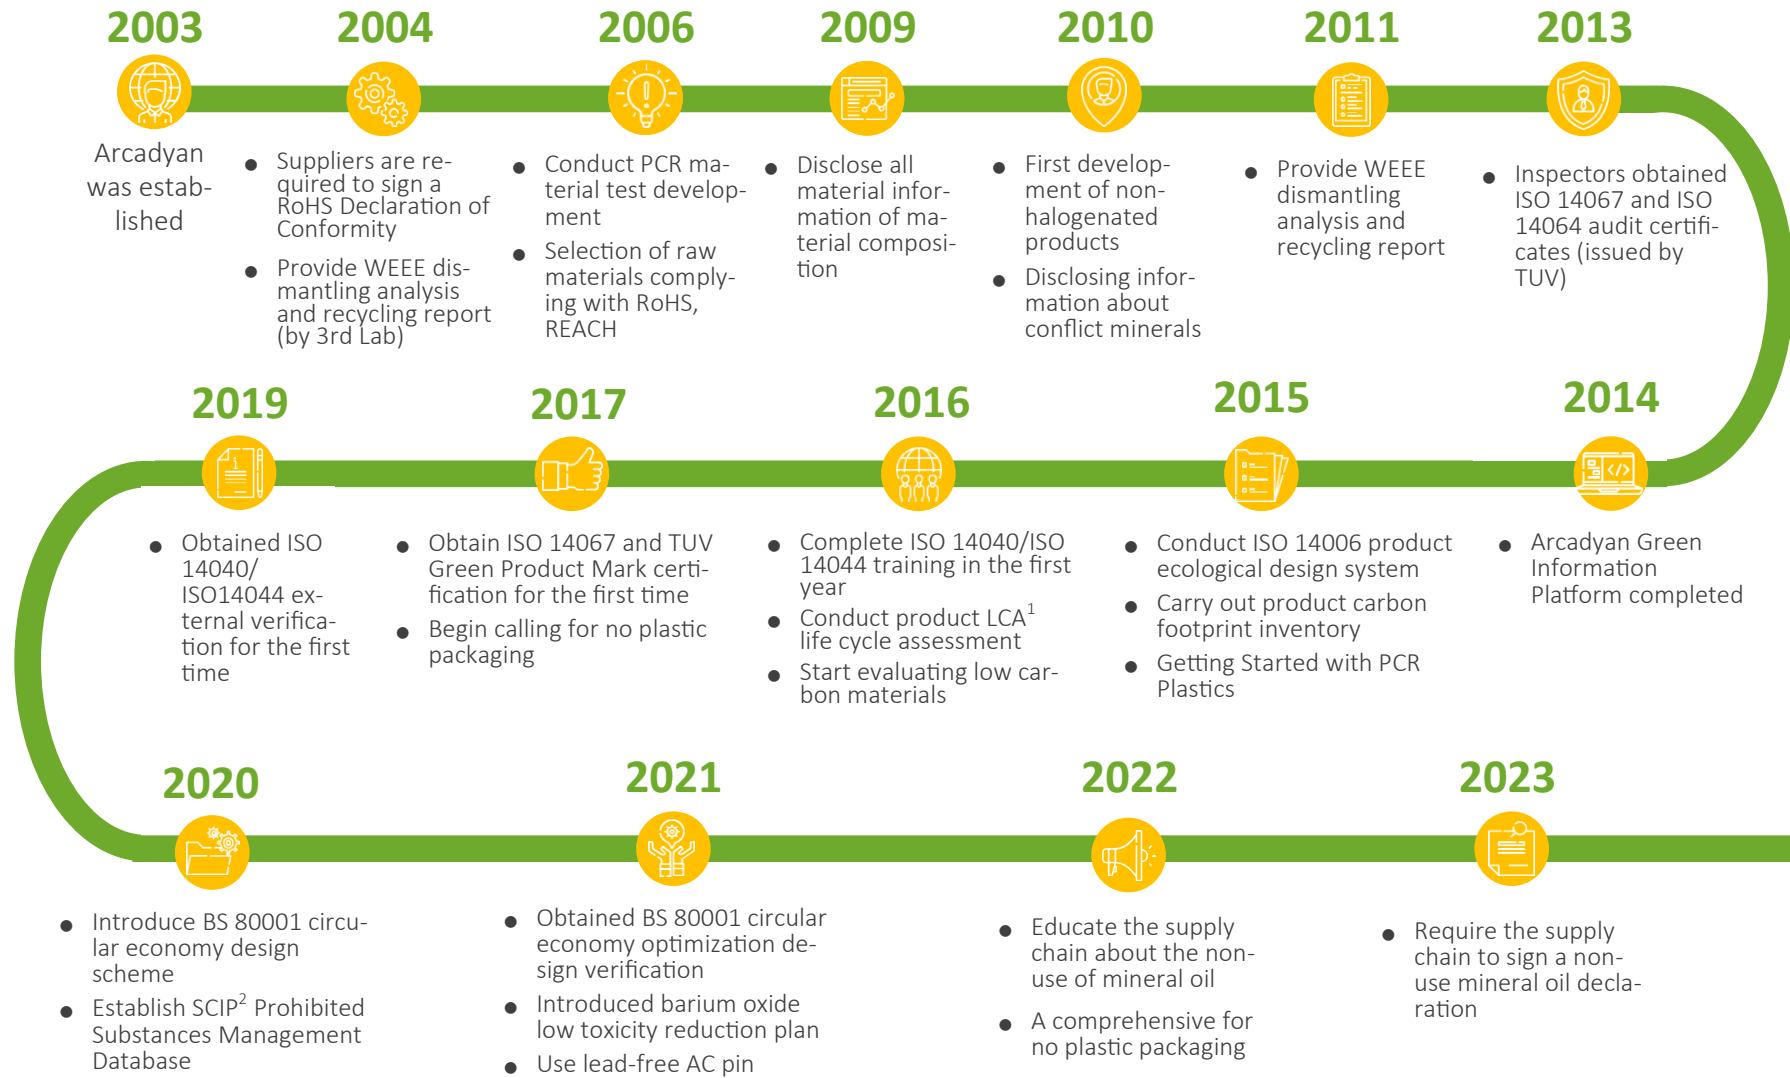 2003
Arcadyan
was estab-
lished
2004
● Suppliers are re-
quired to sign a
RoHS Declaration of
Conformity
● Provide WEEE dis-
mantling analysis
and recycling report
(by 3rd Lab)
2006
● Conduct PCR ma-
terial test develop-
ment
● Selection of raw
materials comply-
ing with RoHS,
REACH
2009
● Disclose all
material infor-
mation of ma-
terial composi-
tion
2010
● First develop-
ment of non-
halogenated
products
● Disclosing infor-
mation about
conflict minerals
2011
● Provide WEEE
dismantling
analysis and
recycling report
2013
● Inspectors obtained
ISO 14067 and ISO
14064 audit certifi-
cates (issued by
TUV)
2019
● Obtained ISO
14040/
ISO14044 ex-
ternal verifica-
tion for the first
time
2017
● Obtain ISO 14067 and TUV
Green Product Mark certi-
fication for the first time
● Begin calling for no plastic
packaging
2016
● Complete ISO 14040/ISO
14044 training in the first
year
● Conduct product LCA¹
life cycle assessment
● Start evaluating low car-
bon materials
2015
● Conduct ISO 14006 product
ecological design system
● Carry out product carbon
footprint inventory
● Getting Started with PCR
Plastics
2014
● Arcadyan Green
Information
Platform completed
2020
● Introduce BS 80001 circu-
lar economy design
scheme
● Establish SCIP² Prohibited
Substances Management
Database
2021
● Obtained BS 80001 circular
economy optimization de-
sign verification
● Introduced barium oxide
low toxicity reduction plan
● Use lead-free AC pin
2022
● Educate the supply
chain about the non-
use of mineral oil
● A comprehensive for
no plastic packaging
2023
● Require the supply
chain to sign a non-
use mineral oil decla-
ration